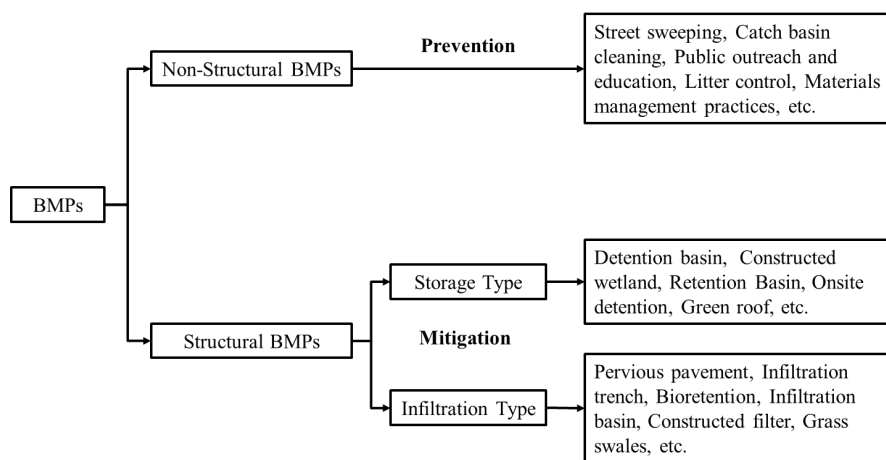 Prevention
Street sweeping, Catch basin
cleaning, Public outreach and
education, Litter control, Materials
management practices, etc.
Non-Structural BMPs
BMPs
Storage Type
Detention basin, Constructed
wetland, Retention Basin, Onsite
detention, Green roof, etc.
Structural BMPs
Mitigation
Infiltration Type
Pervious pavement, Infiltration
trench, Bioretention, Infiltration
basin, Constructed filter, Grass
swales, etc.